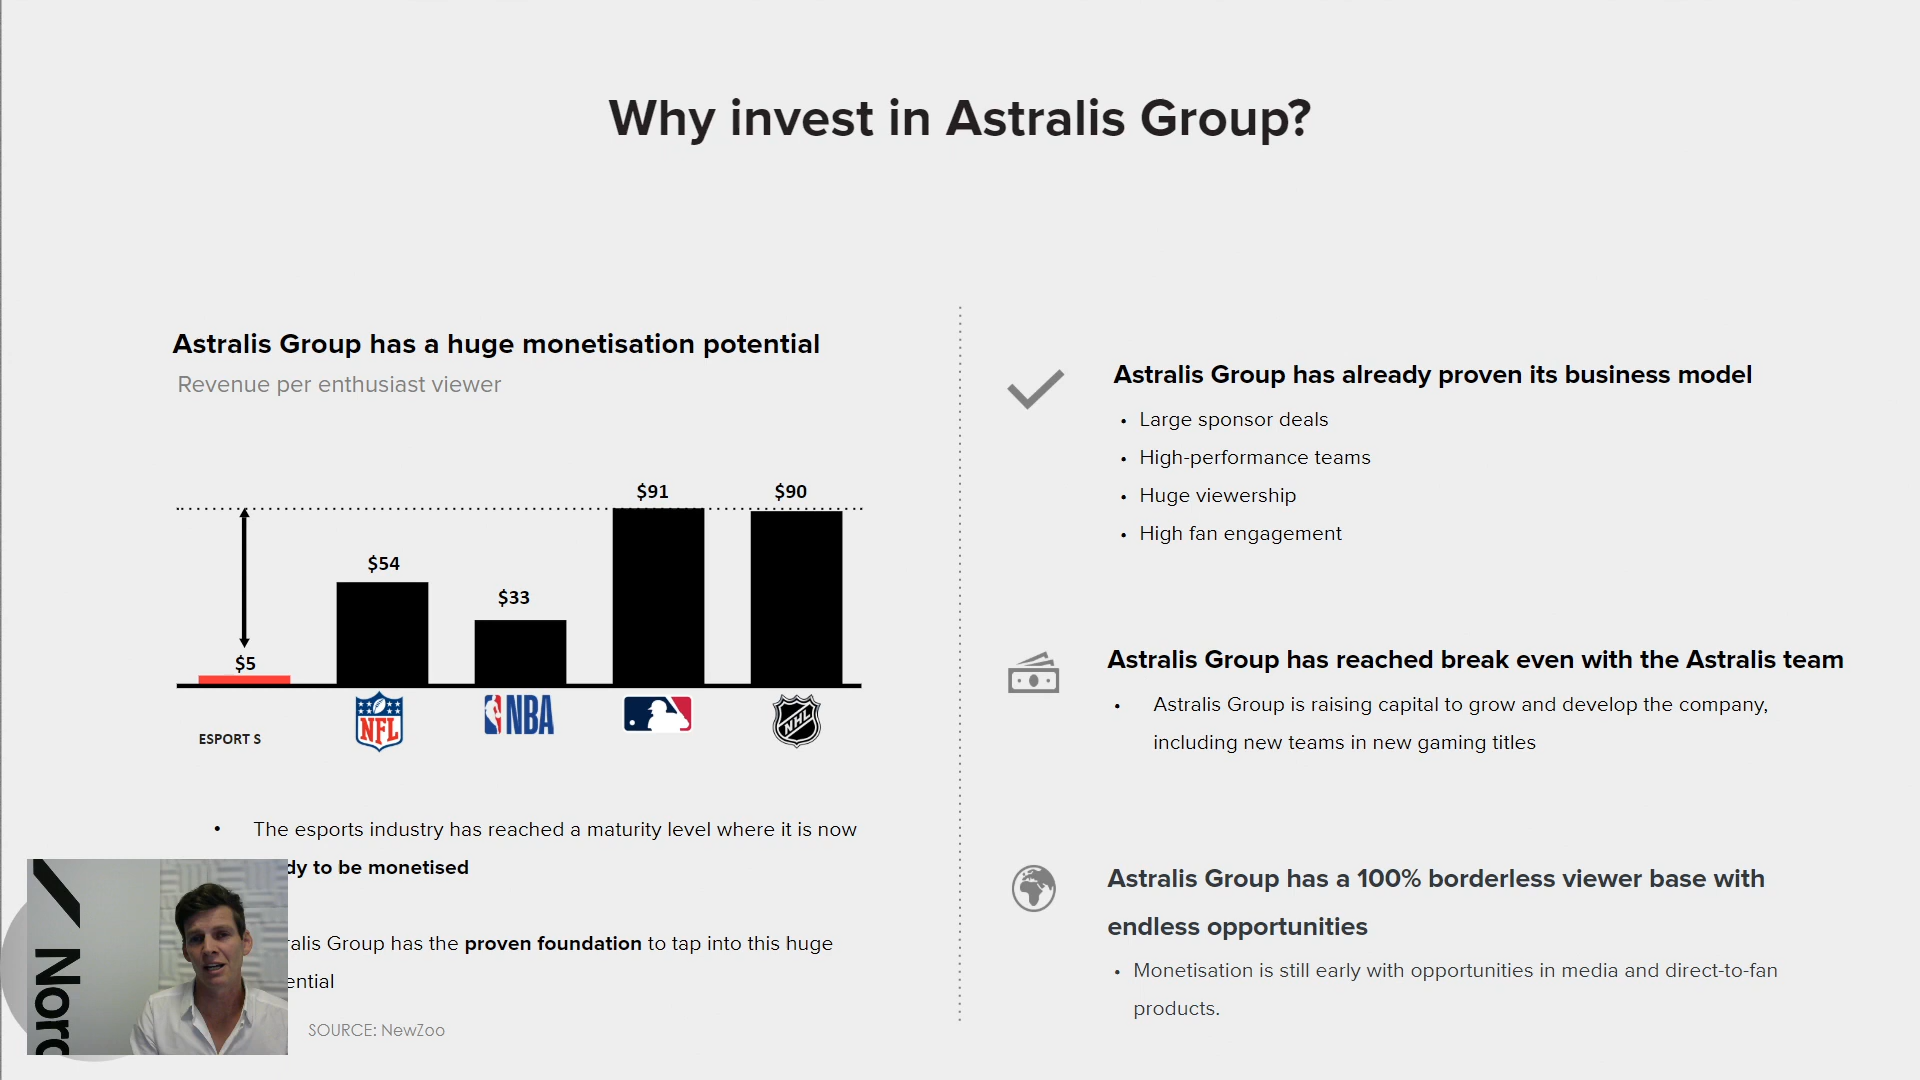 Why invest in Astralis Group?
Astralis Group has a huge monetisation potential
Revenue per enthusiast viewer
$91
$90
$54
$33
$5
NFL
NBA
NHL
ESPORT S
• The esports industry has reached a maturity level where it is now
dy to be monetised
ralis Group has the proven foundation to tap into this huge
ential
SOURCE: NewZoo
Nord
Astralis Group has already proven its business model
• Large sponsor deals
• High-performance teams
• Huge viewership
• High fan engagement
Astralis Group has reached break even with the Astralis team
• Astralis Group is raising capital to grow and develop the company,
including new teams in new gaming titles
Astralis Group has a 100% borderless viewer base with
endless opportunities
• Monetisation is still early with opportunities in media and direct-to-fan
products.